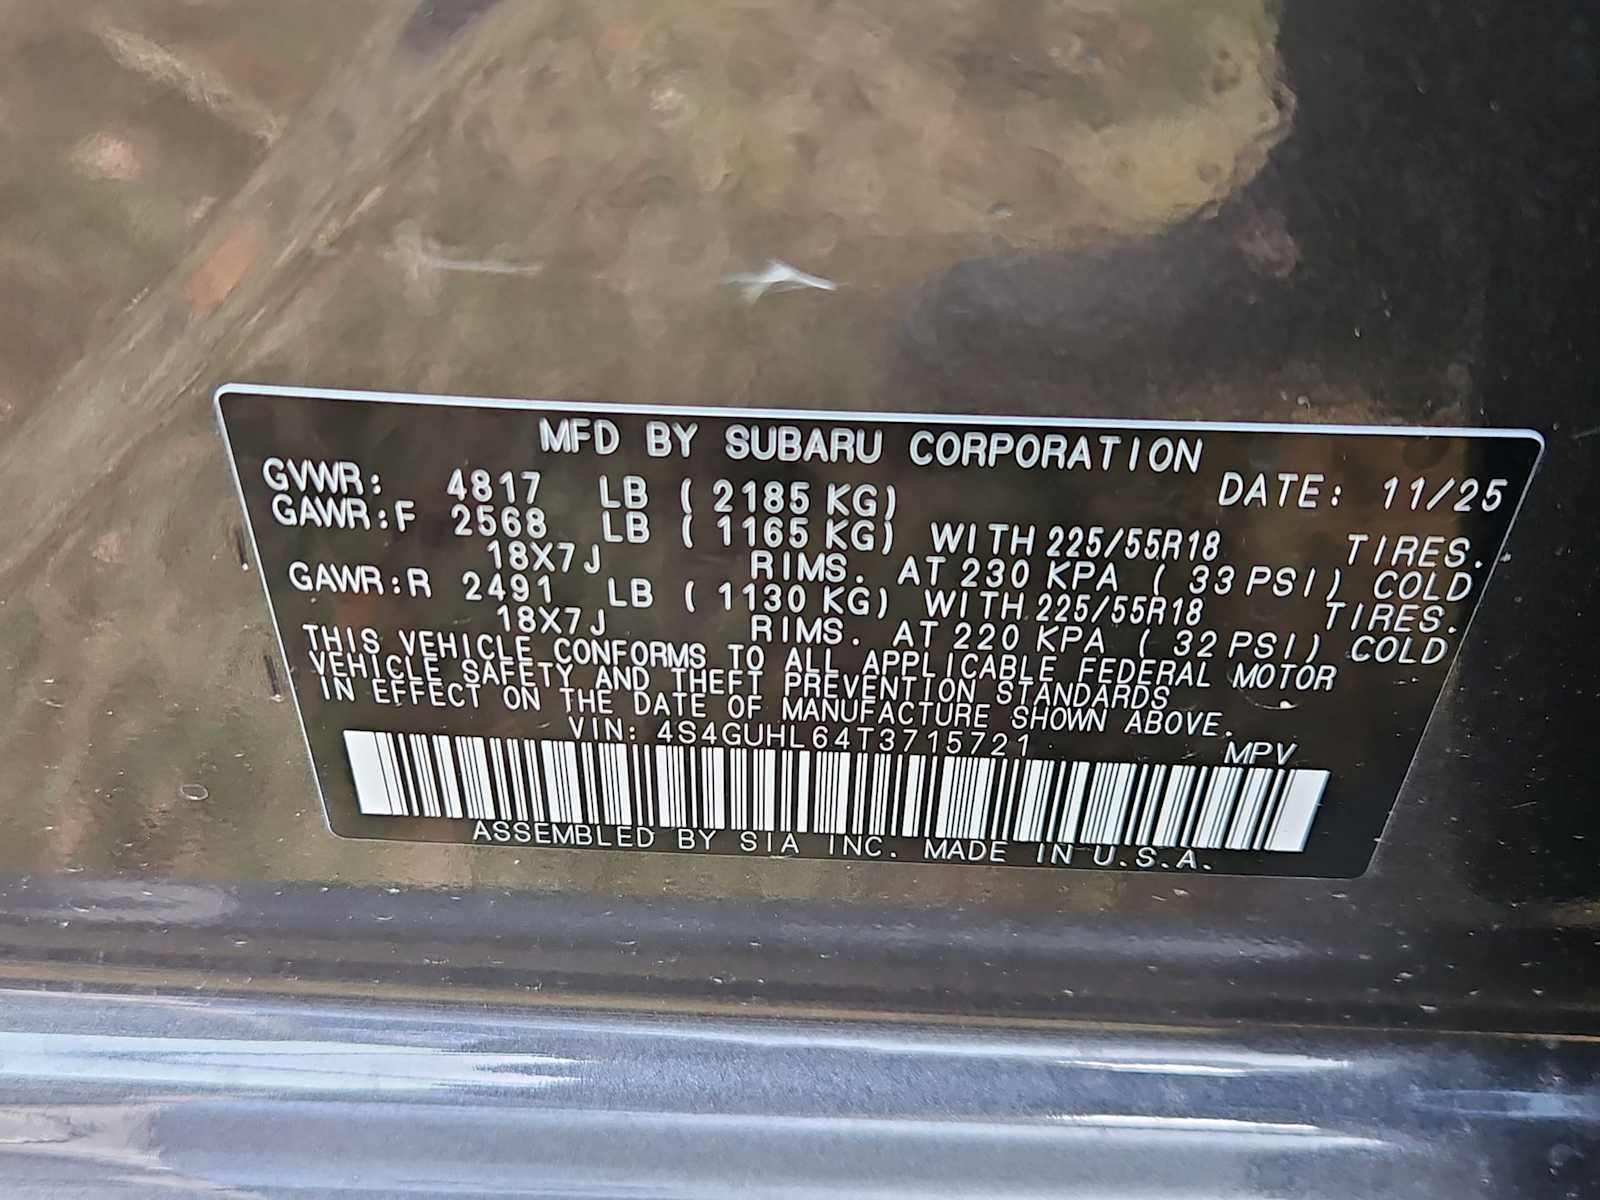 MFD BY SUBARU CORPORATION
GVWR: 4817 LB ( 2185 KG) DATE: 11/25
GAWR:F 2568 LB ( 1165 KG) WITH 225/55R18 TIRES.
18X7J RIMS. AT 230 KPA ( 33 PSI) COLD
GAWR:R 2491 LB ( 1130 KG) WITH 225/55R18 TIRES.
18X7J RIMS. AT 220 KPA ( 32 PSI) COLD
THIS VEHICLE CONFORMS TO ALL APPLICABLE FEDERAL MOTOR
VEHICLE SAFETY AND THEFT PREVENTION STANDARDS
IN EFFECT ON THE DATE OF MANUFACTURE SHOWN ABOVE.
VIN: 4S4GUHL64T3715721 MPV
ASSEMBLED BY SIA INC. MADE IN U.S.A.